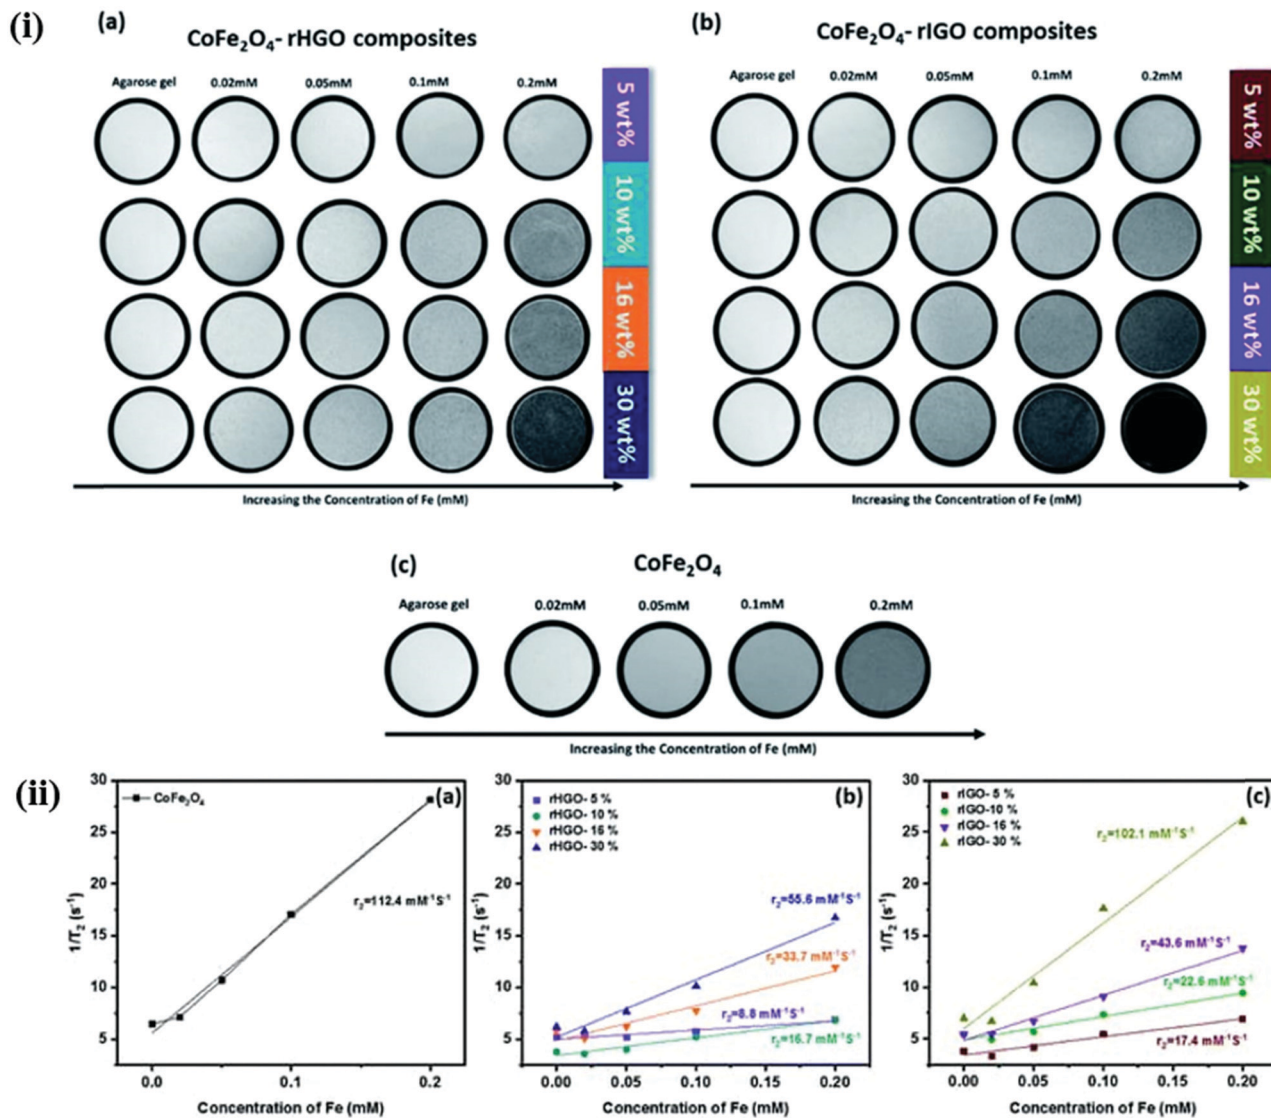 (i)
(a)
CoFe₂O₄- rHGO composites
Agarose gel 0.02mM 0.05mM 0.1mM 0.2mM
5 wt%
10 wt%
16 wt%
30 wt%
Increasing the Concentration of Fe (mM)
(b)
CoFe₂O₄- rIGO composites
Agarose gel 0.02mM 0.05mM 0.1mM 0.2mM
5 wt%
10 wt%
16 wt%
30 wt%
Increasing the Concentration of Fe (mM)
(c)
CoFe₂O₄
Agarose gel 0.02mM 0.05mM 0.1mM 0.2mM
Increasing the Concentration of Fe (mM)
(ii)
(a)
CoFe₂O₄
r₂=112.4 mM⁻¹S⁻¹
1/T₂ (s⁻¹)
30
25
20
15
10
5
0.0 0.1 0.2
Concentration of Fe (mM)
(b)
rHGO- 5 %
rHGO- 10 %
rHGO- 16 %
rHGO- 30 %
r₂=55.6 mM⁻¹S⁻¹
r₂=33.7 mM⁻¹S⁻¹
r₂=8.8 mM⁻¹S⁻¹
r₂=16.7 mM⁻¹S⁻¹
1/T₂ (s⁻¹)
30
25
20
15
10
5
0.00 0.05 0.10 0.15 0.20
Concentration of Fe (mM)
(c)
rIGO- 5 %
rIGO-10 %
rIGO- 16 %
rIGO- 30 %
r₂=102.1 mM⁻¹S⁻¹
r₂=43.6 mM⁻¹S⁻¹
r₂=22.6 mM⁻¹S⁻¹
r₂=17.4 mM⁻¹S⁻¹
1/T₂ (s⁻¹)
30
25
20
15
10
5
0.00 0.05 0.10 0.15 0.20
Concentration of Fe (mM)